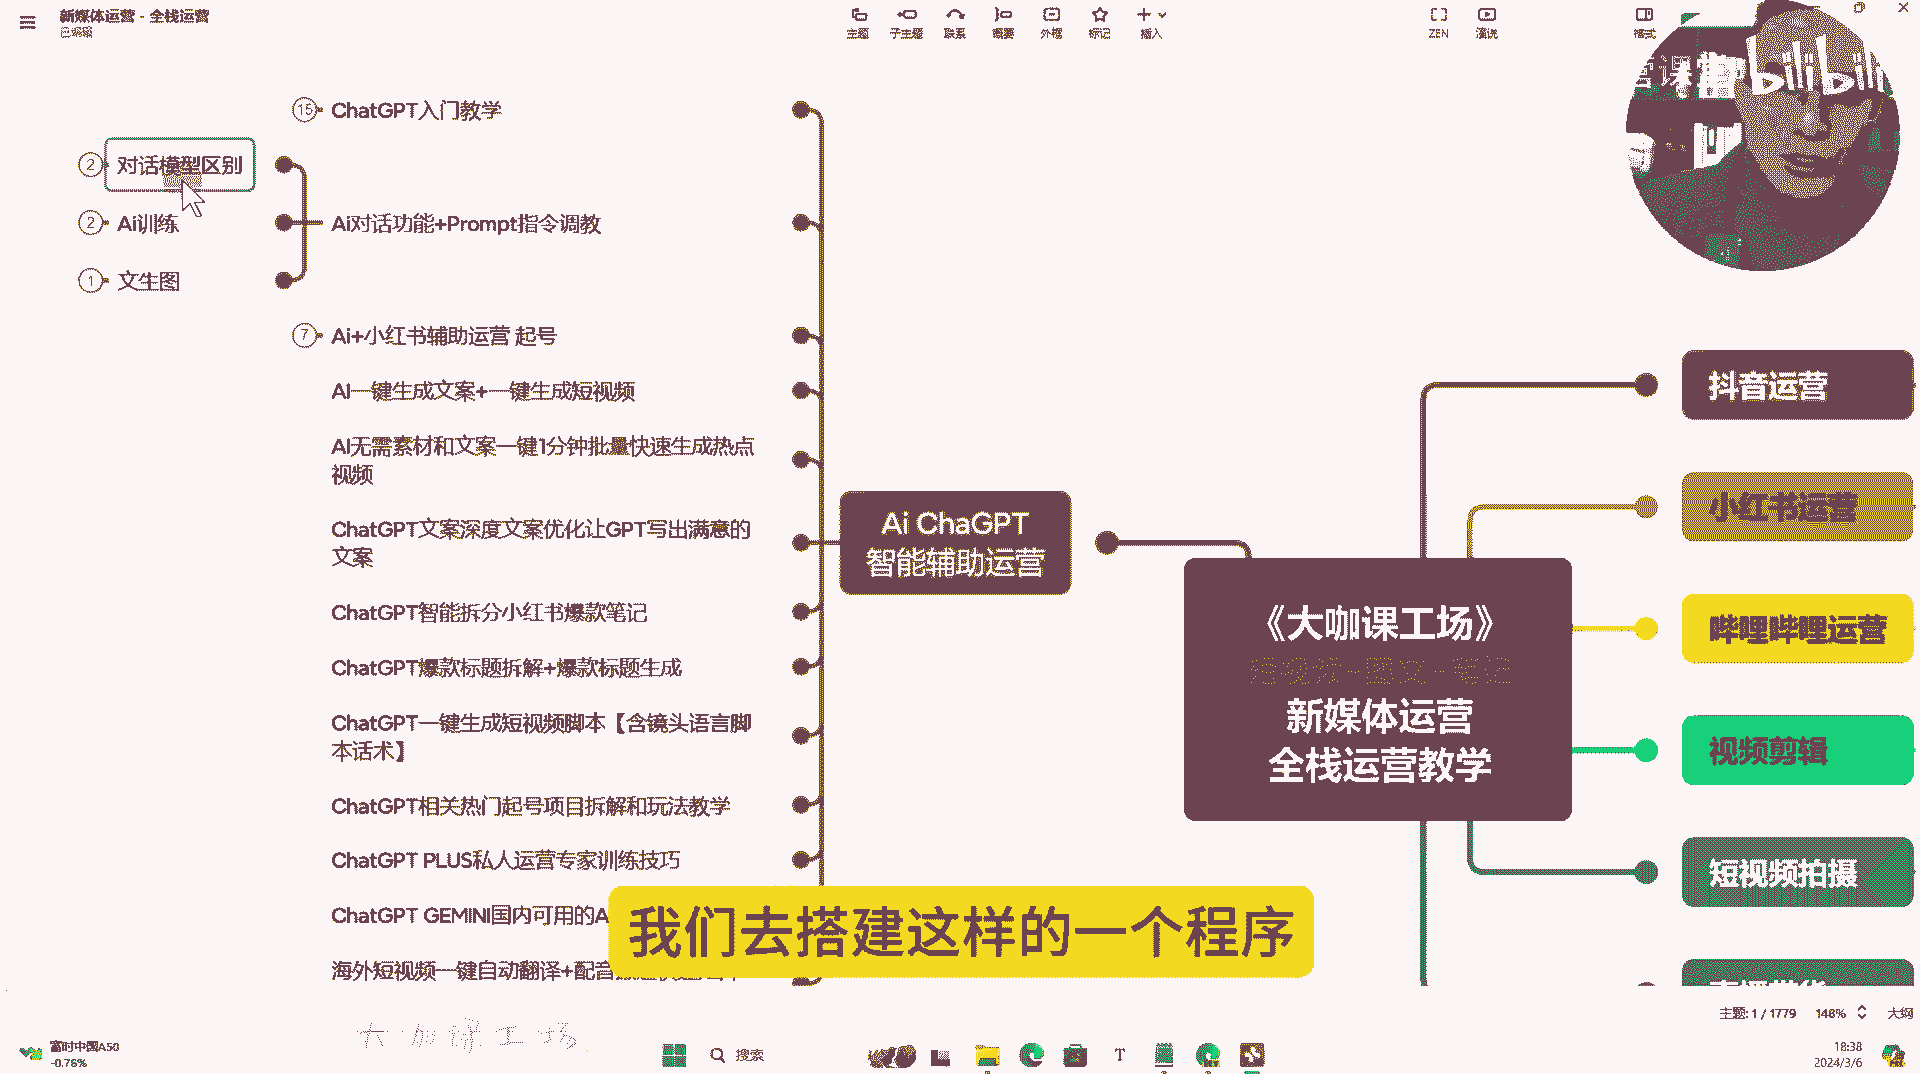 新媒体运营 - 全栈运营
已编辑
主题
子主题
联系
概要
外框
标记
插入
ZEN
演说
格式
bilibili
15
ChatGPT入门教学
2
对话模型区别
2
Ai训练
1
文生图
Ai对话功能+Prompt指令调教
7
Ai+小红书辅助运营 起号
AI一键生成文案+一键生成短视频
AI无需素材和文案一键1分钟批量快速生成热点
视频
ChatGPT文案深度文案优化让GPT写出满意的
文案
ChatGPT智能拆分小红书爆款笔记
ChatGPT爆款标题拆解+爆款标题生成
ChatGPT一键生成短视频脚本【含镜头语言脚
本话术】
ChatGPT相关热门起号项目拆解和玩法教学
ChatGPT PLUS私人运营专家训练技巧
ChatGPT GEMINI国内可用的A
海外短视频一键自动翻译+配音
Ai ChaGPT
智能辅助运营
《大咖课工场》
短视频-图文-笔记
新媒体运营
全栈运营教学
抖音运营
小红书运营
哔哩哔哩运营
视频剪辑
短视频拍摄
我们去搭建这样的一个程序
大咖课工场
主题: 1 / 1779
148%
大纲
富时中国A50
-0.76%
搜索
18:38
2024/3/6